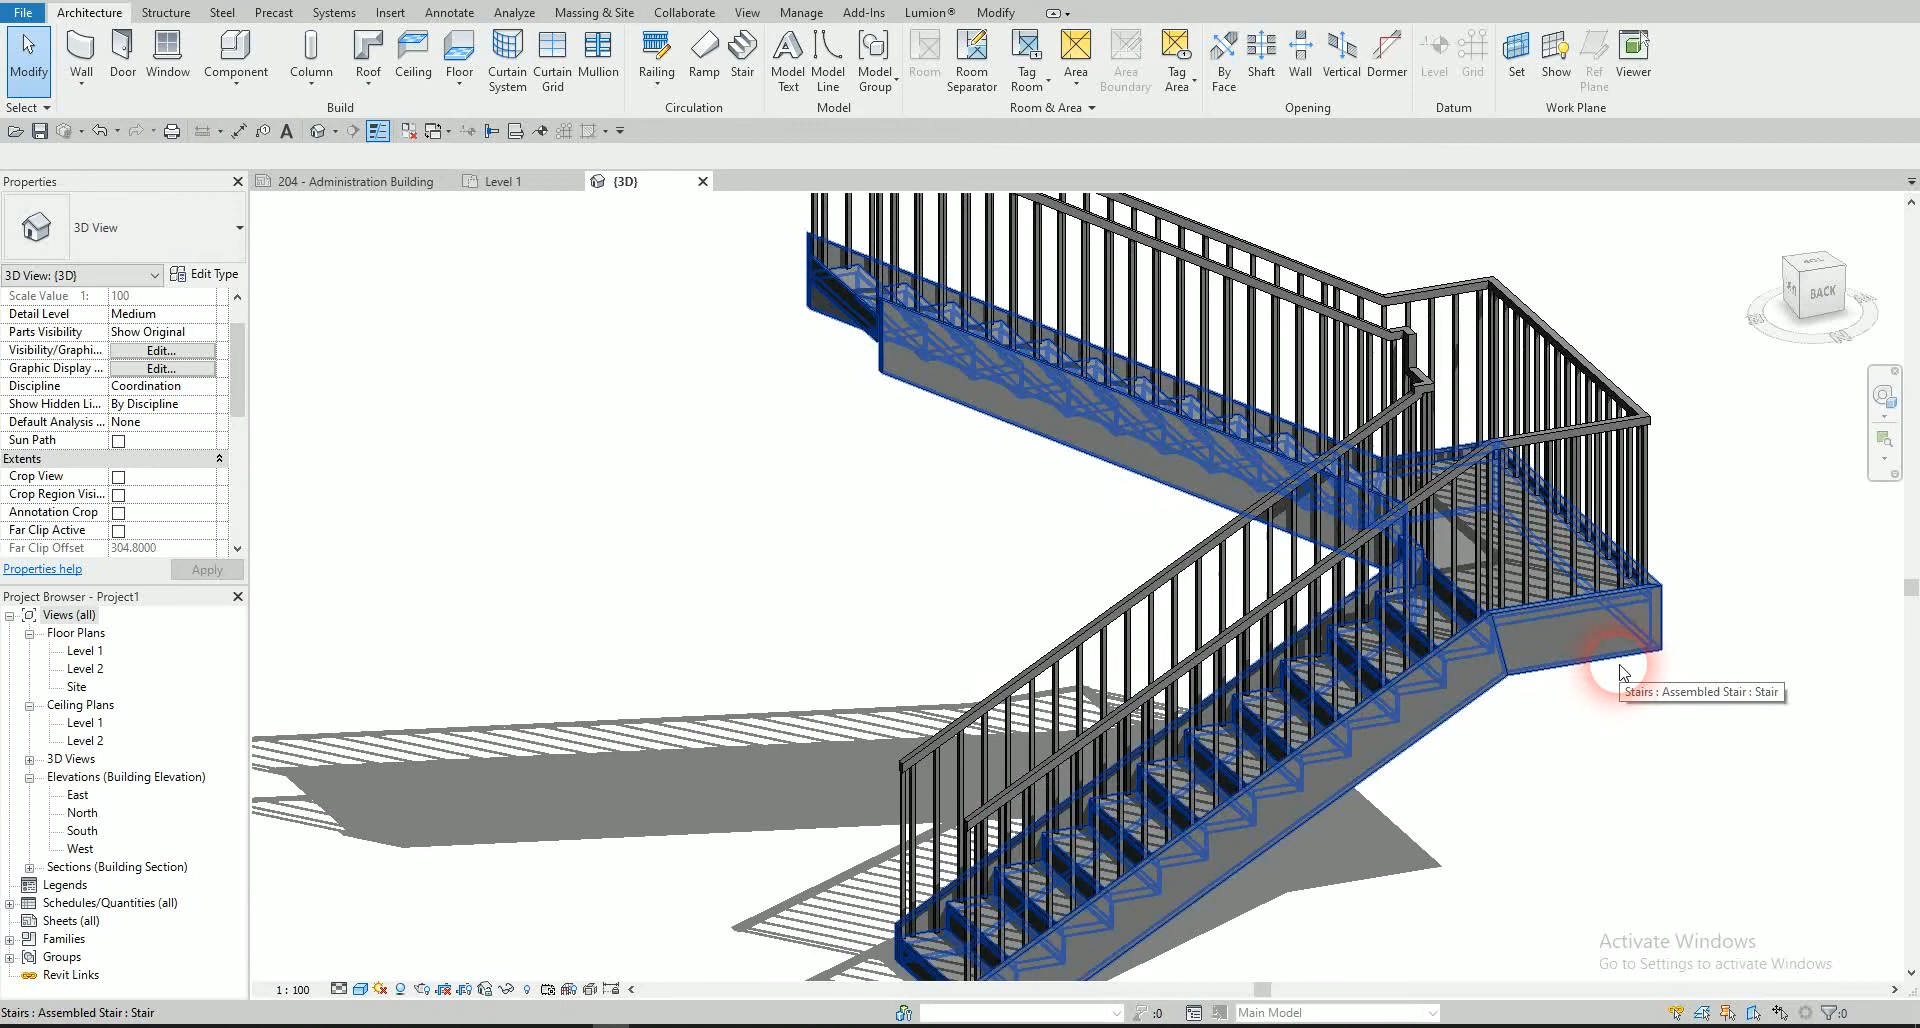 File Architecture Structure Steel Precast Systems Insert Annotate Analyze Massing & Site Collaborate View Manage Add-Ins Lumion® Modify
Modify Wall Door Window Component Column Roof Ceiling Floor Curtain System Curtain Grid Mullion Railing Ramp Stair Model Text Model Line Model Group Room Room Separator Tag Room Area Area Boundary Tag Area By Face Shaft Wall Vertical Dormer Level Grid Set Show Ref Plane Viewer
Select Build Circulation Model Room & Area Opening Datum Work Plane
Properties
204 - Administration Building Level 1 {3D}
3D View
3D View: {3D} Edit Type
Scale Value 1: 100
Detail Level Medium
Parts Visibility Show Original
Visibility/Graphi... Edit...
Graphic Display ... Edit...
Discipline Coordination
Show Hidden Li... By Discipline
Default Analysis ... None
Sun Path
Extents
Crop View
Crop Region Visi...
Annotation Crop
Far Clip Active
Far Clip Offset 304.8000
Properties help Apply
Project Browser - Project1
Views (all)
Floor Plans
Level 1
Level 2
Site
Ceiling Plans
Level 1
Level 2
3D Views
Elevations (Building Elevation)
East
North
South
West
Sections (Building Section)
Legends
Schedules/Quantities (all)
Sheets (all)
Families
Groups
Revit Links
TOP
BACK
Stairs : Assembled Stair : Stair
Activate Windows
Go to Settings to activate Windows
1 : 100
Stairs : Assembled Stair : Stair :0 Main Model :0